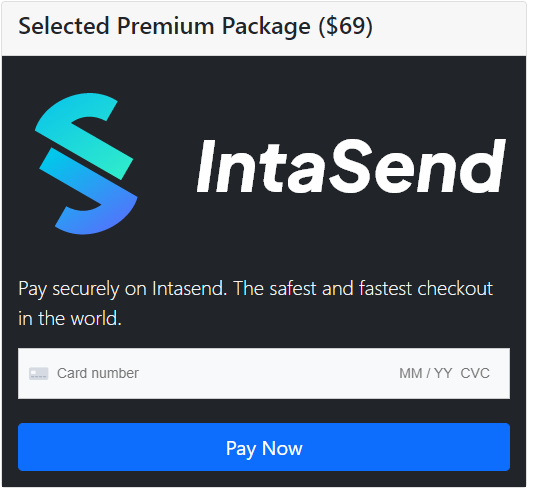 Selected Premium Package ($69)
IntaSend
Pay securely on Intasend. The safest and fastest checkout
in the world.
Card number MM / YY CVC
Pay Now